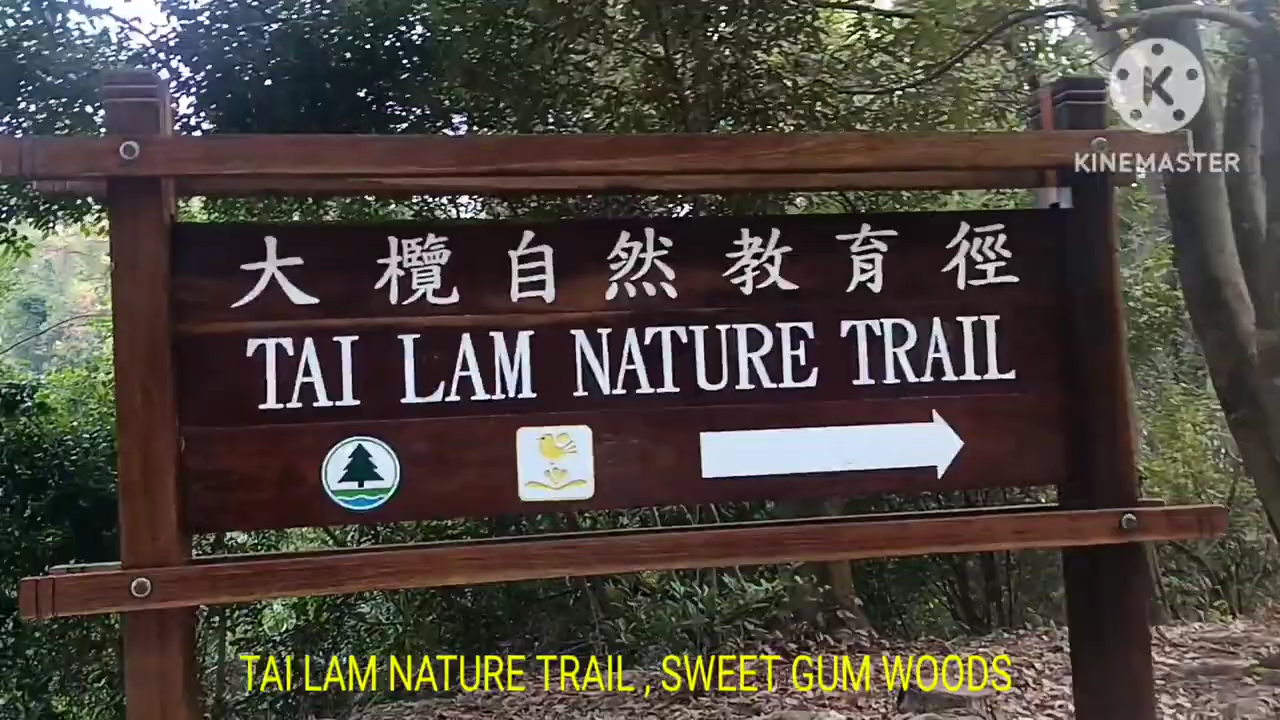 KINEMASTER
大欖自然教育徑
TAI LAM NATURE TRAIL
TAI LAM NATURE TRAIL , SWEET GUM WOODS